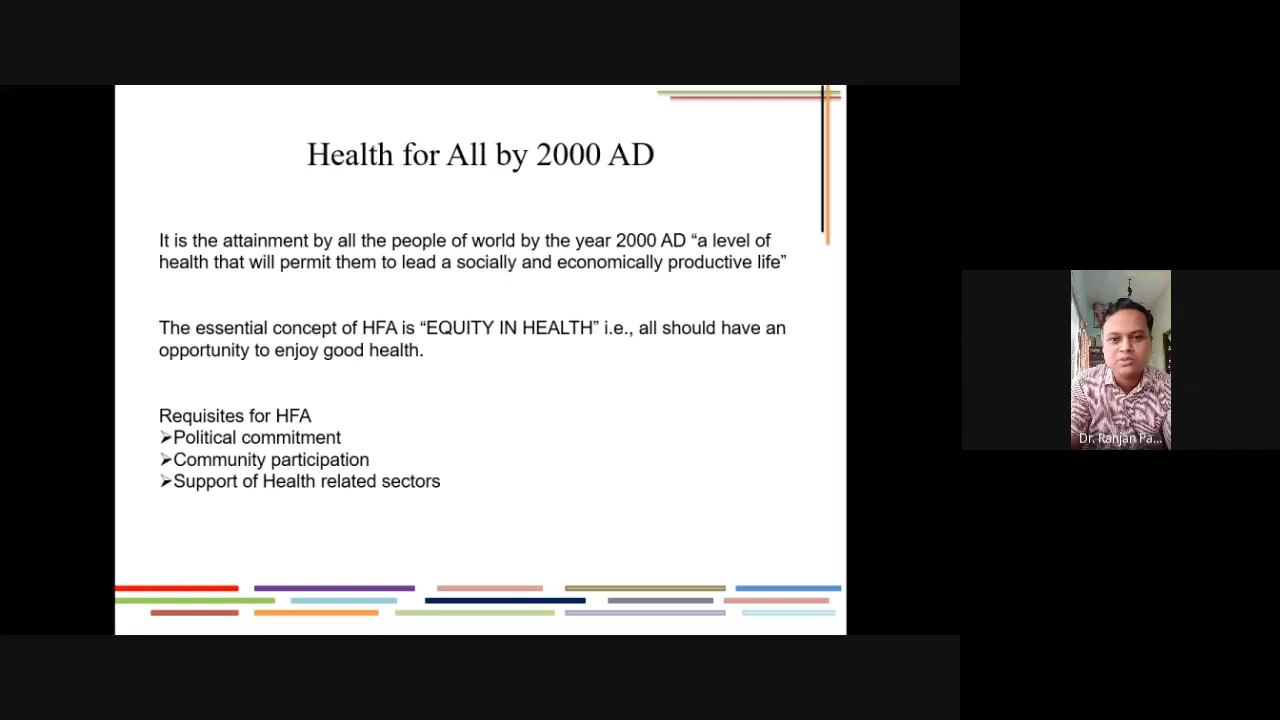 Health for All by 2000 AD
It is the attainment by all the people of world by the year 2000 AD “a level of
health that will permit them to lead a socially and economically productive life”
The essential concept of HFA is “EQUITY IN HEALTH” i.e., all should have an
opportunity to enjoy good health.
Requisites for HFA
➢Political commitment
➢Community participation
➢Support of Health related sectors
Dr. Ranjan Pa...